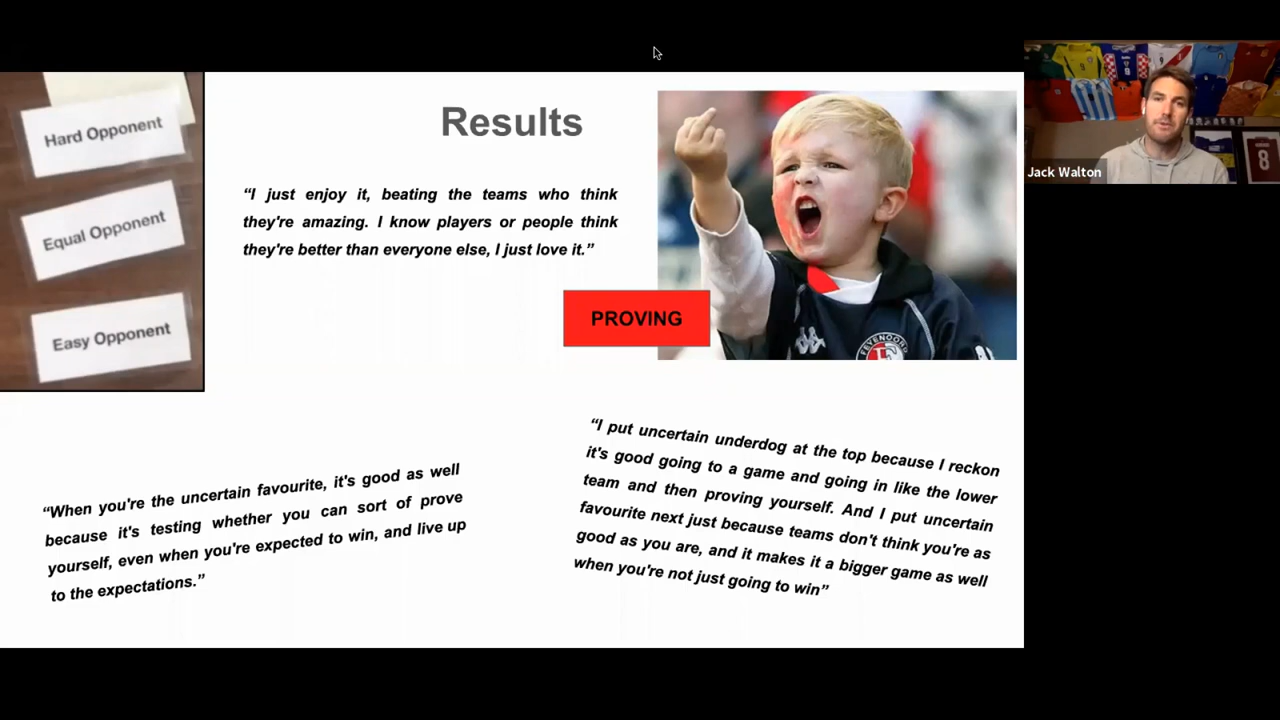 Results
Hard Opponent
Equal Opponent
Easy Opponent
“I just enjoy it, beating the teams who think
they're amazing. I know players or people think
they're better than everyone else, I just love it.”
PROVING
FEYENOORD
Jack Walton
8
“When you're the uncertain favourite, it's good as well
because it's testing whether you can sort of prove
yourself, even when you're expected to win, and live up
to the expectations.”
“I put uncertain underdog at the top because I reckon
it's good going to a game and going in like the lower
team and then proving yourself. And I put uncertain
favourite next just because teams don't think you're as
good as you are, and it makes it a bigger game as well
when you're not just going to win”